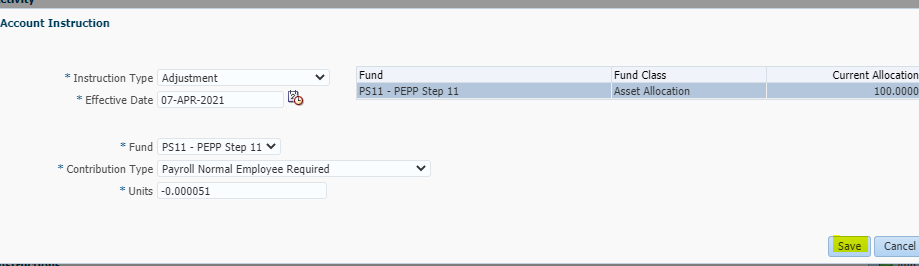 Account Instruction
* Instruction Type Adjustment
* Effective Date 07-APR-2021
Fund Fund Class Current Allocation
PS11 - PEPP Step 11 Asset Allocation 100.0000
* Fund PS11 - PEPP Step 11
* Contribution Type Payroll Normal Employee Required
* Units -0.000051
Save Cancel